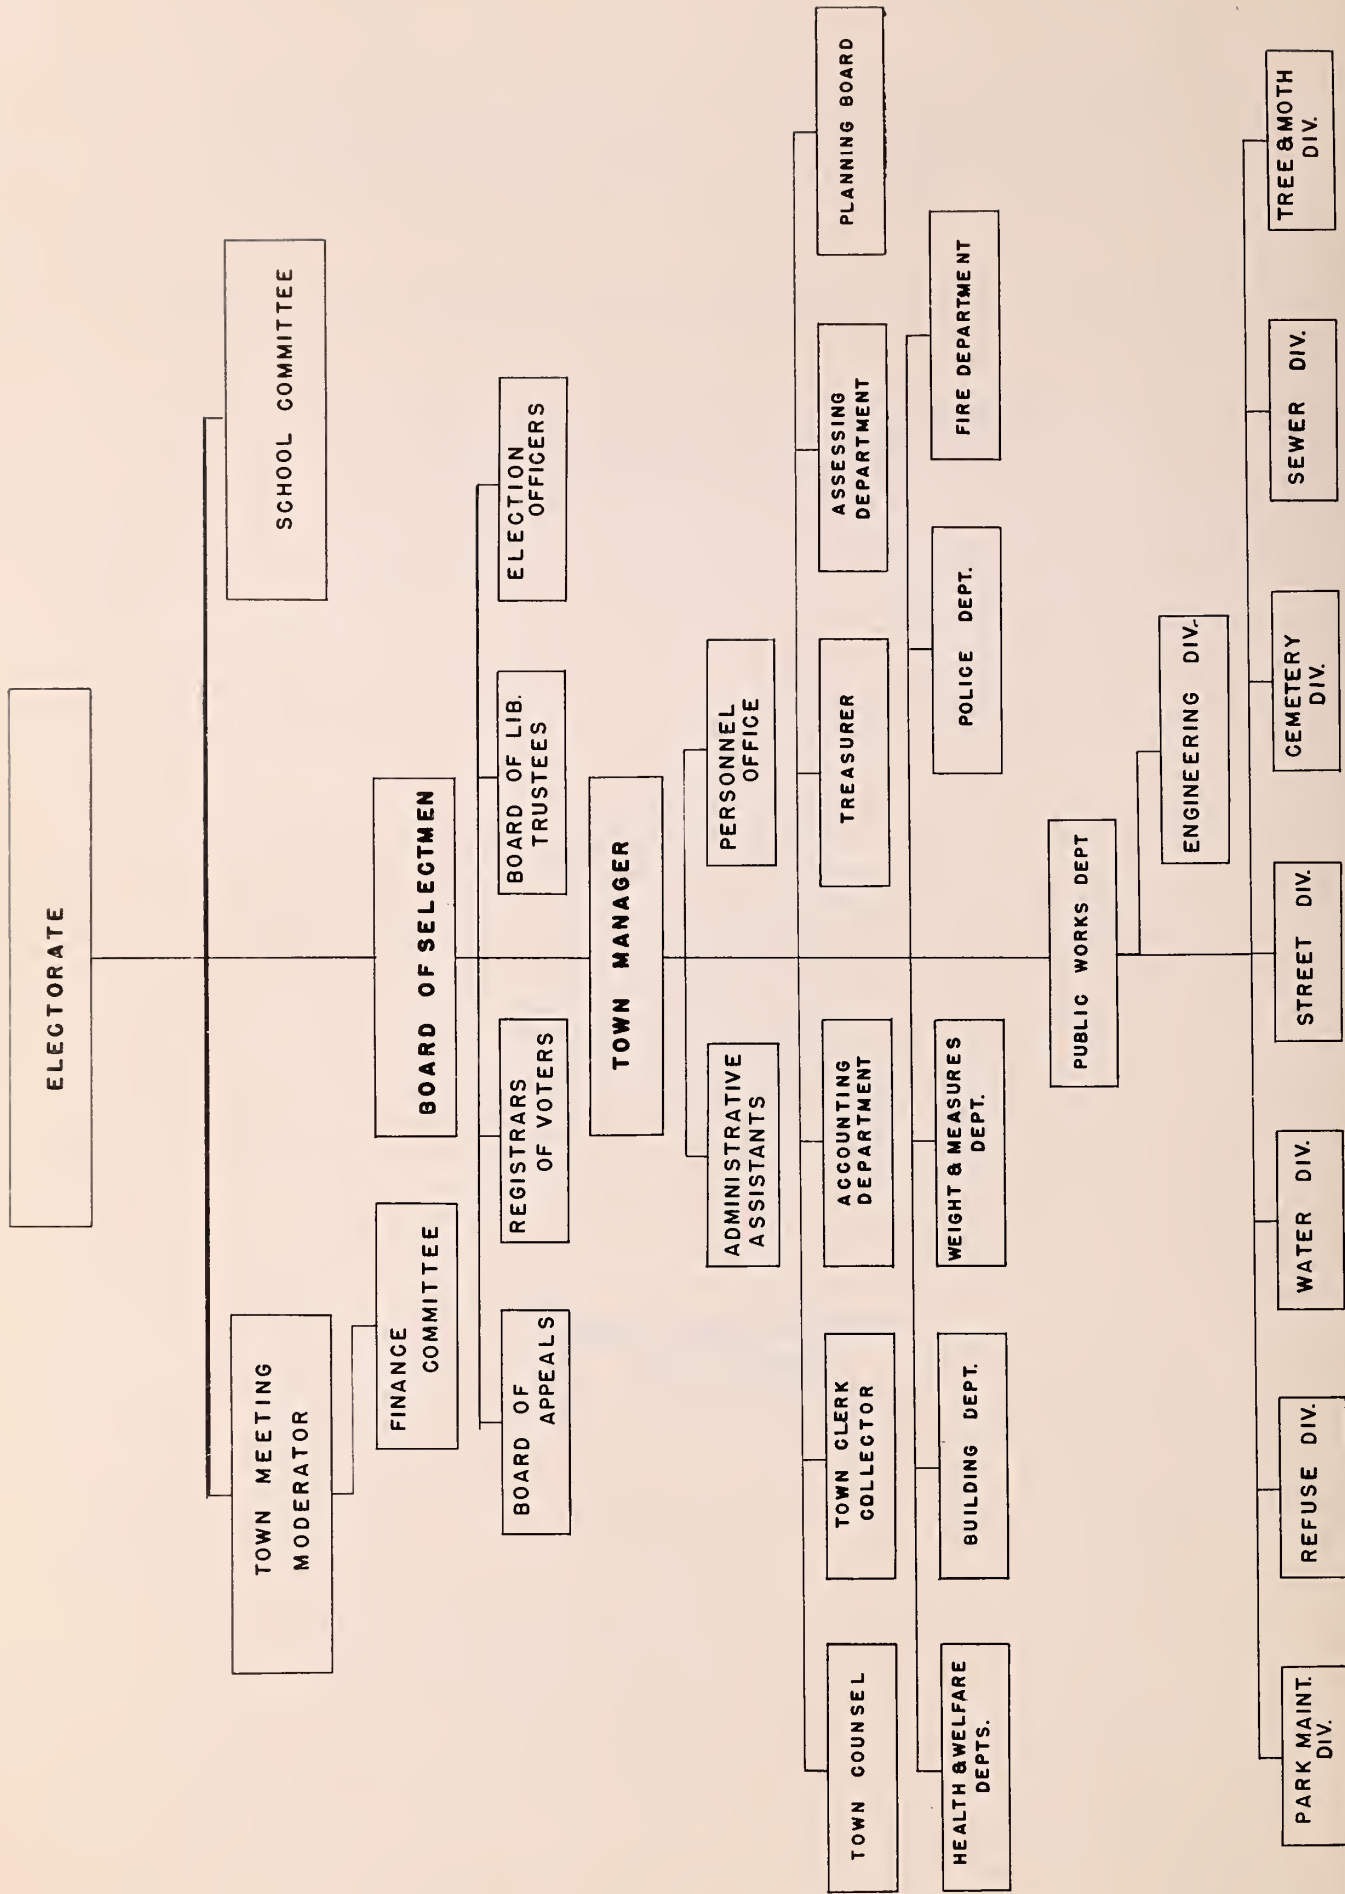 ELECTORATE
TOWN MEETING
MODERATOR
SCHOOL COMMITTEE
FINANCE
COMMITTEE
BOARD OF SELECTMEN
BOARD OF
APPEALS
REGISTRARS
OF VOTERS
BOARD OF LIB.
TRUSTEES
ELECTION
OFFICERS
TOWN MANAGER
ADMINISTRATIVE
ASSISTANTS
PERSONNEL
OFFICE
TOWN COUNSEL
TOWN CLERK
COLLECTOR
ACCOUNTING
DEPARTMENT
TREASURER
ASSESSING
DEPARTMENT
PLANNING BOARD
HEALTH & WELFARE
DEPTS.
BUILDING DEPT.
WEIGHT & MEASURES
DEPT.
POLICE DEPT.
FIRE DEPARTMENT
PUBLIC WORKS DEPT
ENGINEERING DIV.
PARK MAINT.
DIV.
REFUSE DIV.
WATER DIV.
STREET DIV.
CEMETERY
DIV.
SEWER DIV.
TREE & MOTH
DIV.